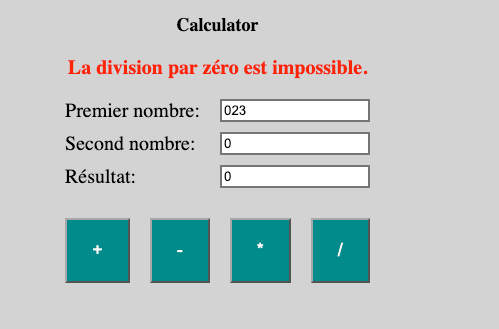 Calculator
La division par zéro est impossible.
Premier nombre: 023
Second nombre: 0
Résultat: 0
+ - * /